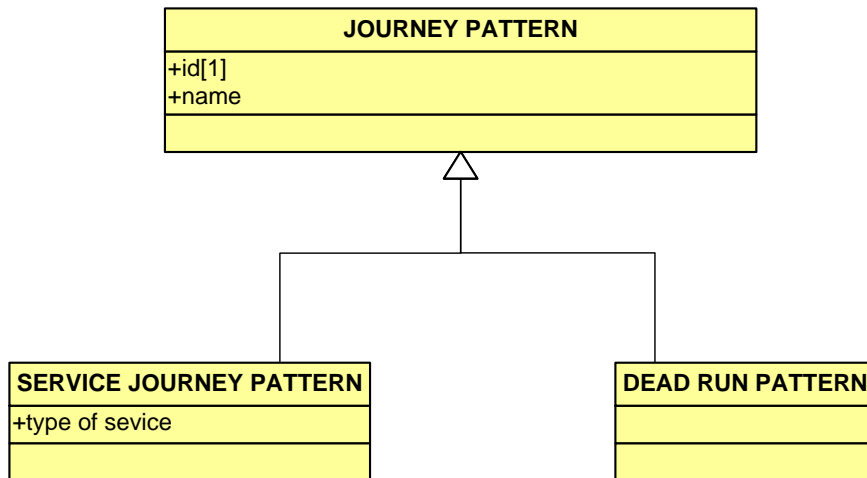 JOURNEY PATTERN
+id[1]
+name
SERVICE JOURNEY PATTERN
+type of sevice
DEAD RUN PATTERN